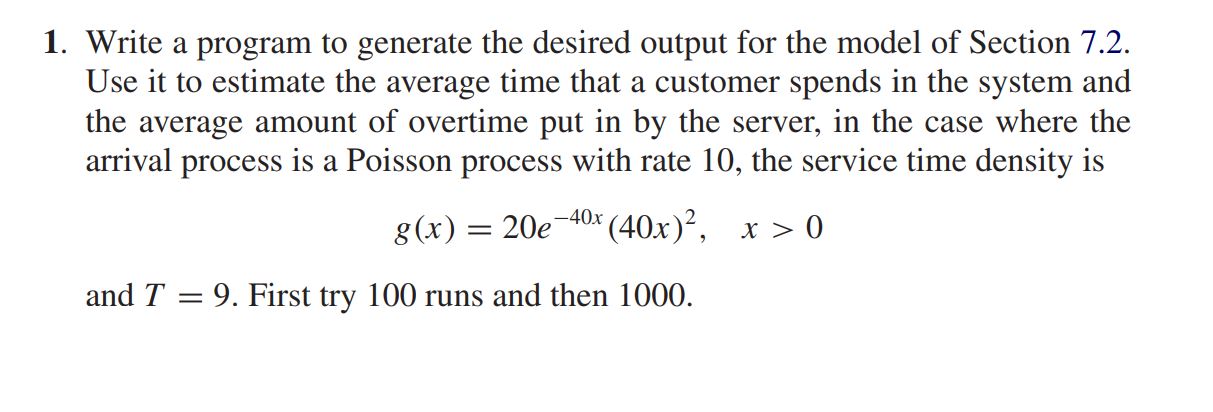 1. Write a program to generate the desired output for the model of Section 7.2.
Use it to estimate the average time that a customer spends in the system and
the average amount of overtime put in by the server, in the case where the
arrival process is a Poisson process with rate 10, the service time density is
g(x) = 20e⁻⁴⁰ˣ(40x)², x > 0
and T = 9. First try 100 runs and then 1000.